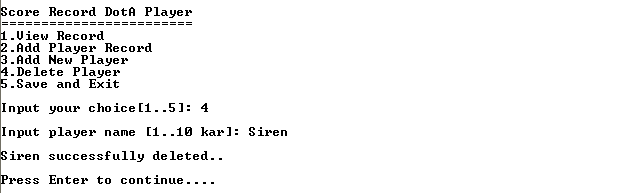 Score Record DotA Player
========================
1.View Record
2.Add Player Record
3.Add New Player
4.Delete Player
5.Save and Exit
Input your choice[1..5]: 4
Input player name [1..10 kar]: Siren
Siren successfully deleted..
Press Enter to continue....